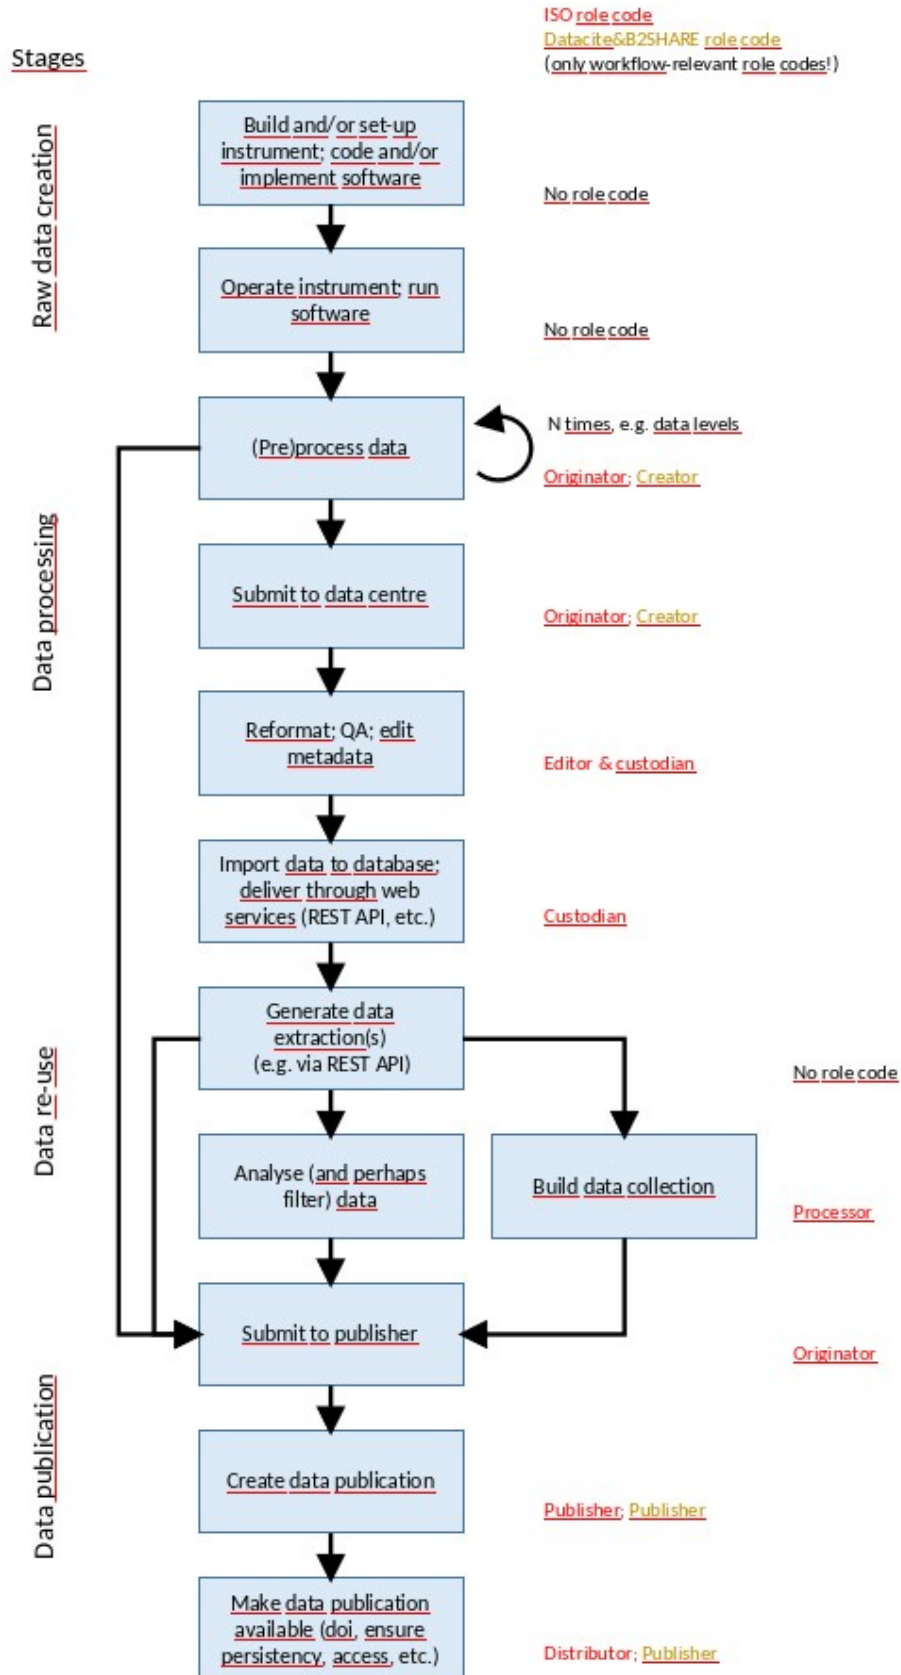 ISO role code
Datacite&B2SHARE role code
(only workflow-relevant role codes!)
Stages
Raw data creation
Build and/or set-up
instrument; code and/or
implement software
No role code
Operate instrument; run
software
No role code
Data processing
(Pre)process data
N times, e.g. data levels
Originator; Creator
Submit to data centre
Originator; Creator
Reformat; QA; edit
metadata
Editor & custodian
Import data to database;
deliver through web
services (REST API, etc.)
Custodian
Data re-use
Generate data
extraction(s)
(e.g. via REST API)
No role code
Analyse (and perhaps
filter) data
Build data collection
Processor
Submit to publisher
Originator
Data publication
Create data publication
Publisher; Publisher
Make data publication
available (doi, ensure
persistency, access, etc.)
Distributor; Publisher